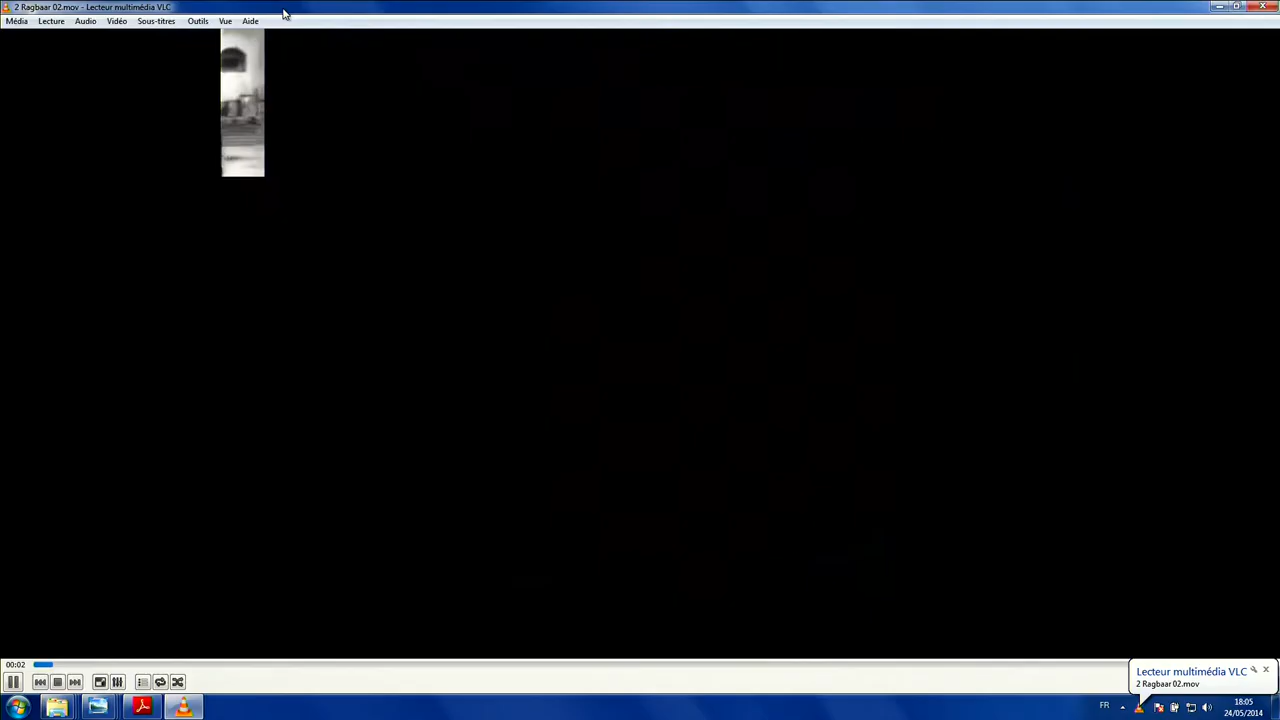 2 Ragbaar 02.mov - Lecteur multimédia VLC
Média Lecture Audio Vidéo Sous-titres Outils Vue Aide
00:02
Lecteur multimédia VLC
2 Ragbaar 02.mov
FR
18:05
24/05/2014